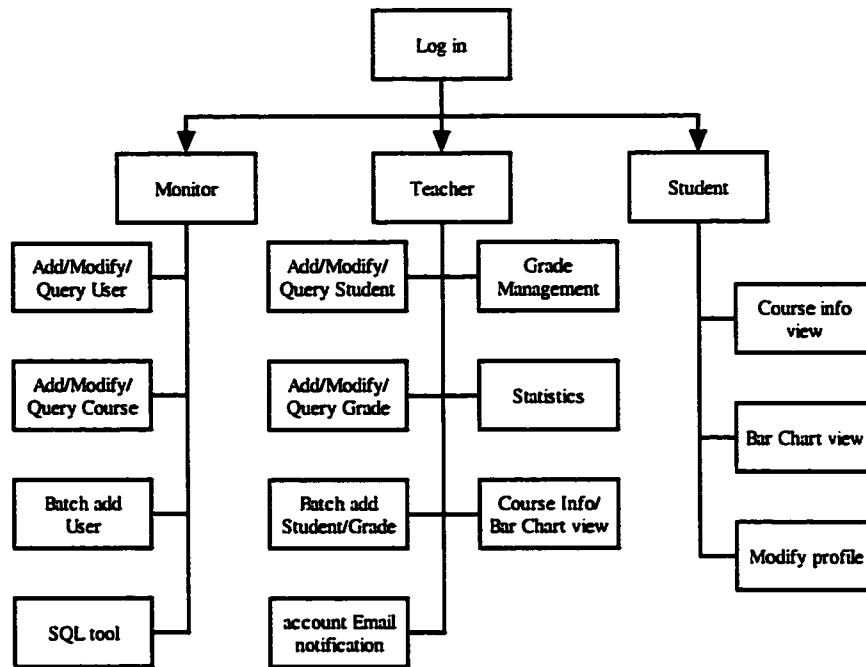 Log in
Monitor
Teacher
Student
Add/Modify/
Query User
Add/Modify/
Query Student
Grade
Management
Course info
view
Add/Modify/
Query Course
Add/Modify/
Query Grade
Statistics
Bar Chart view
Batch add
User
Batch add
Student/Grade
Course Info/
Bar Chart view
Modify profile
SQL tool
account Email
notification